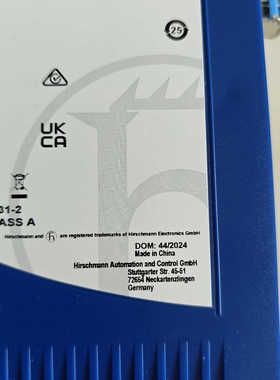 25
UK
CA
31-2
ASS A
Hirschmann and h are registered trademarks of Hirschmann Electronics GmbH
DOM: 44/2024
Made in China
Hirschmann Automation and Control GmbH
Stuttgarter Str. 45-51
72654 Neckartenzlingen
Germany